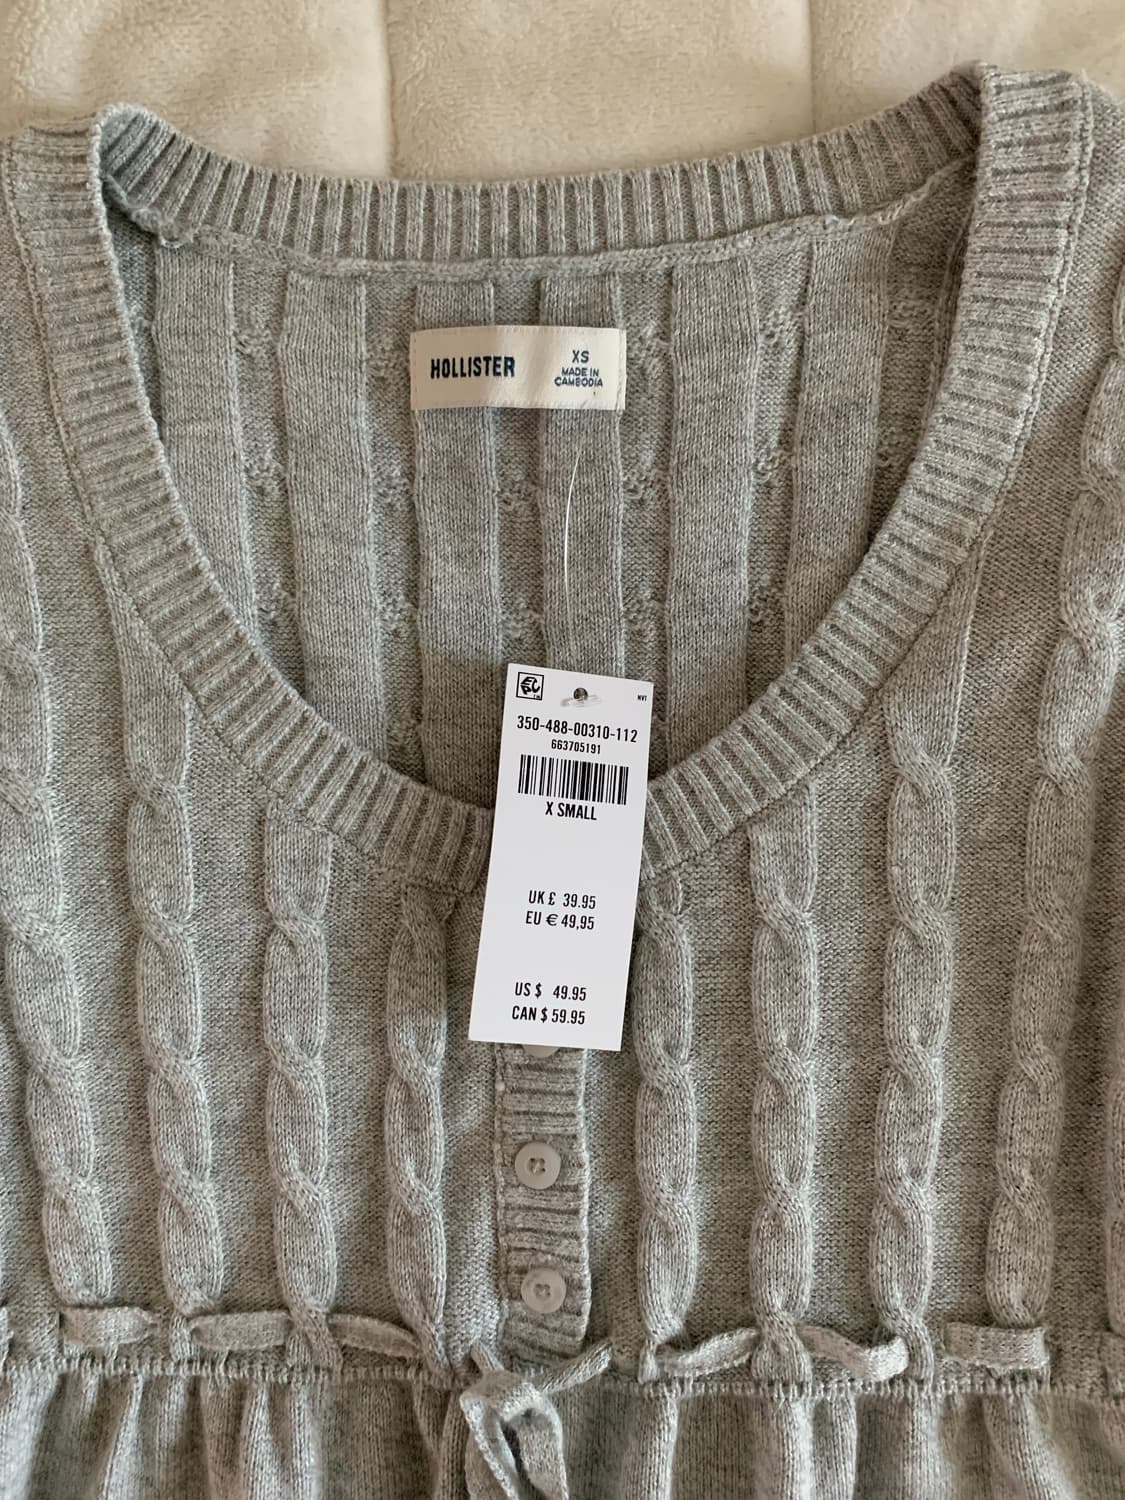 HOLLISTER
XS
MADE IN
CAMBODIA
NVI
350-488-00310-112
663705191
X SMALL
UK £ 39.95
EU € 49,95
US $ 49.95
CAN $ 59.95